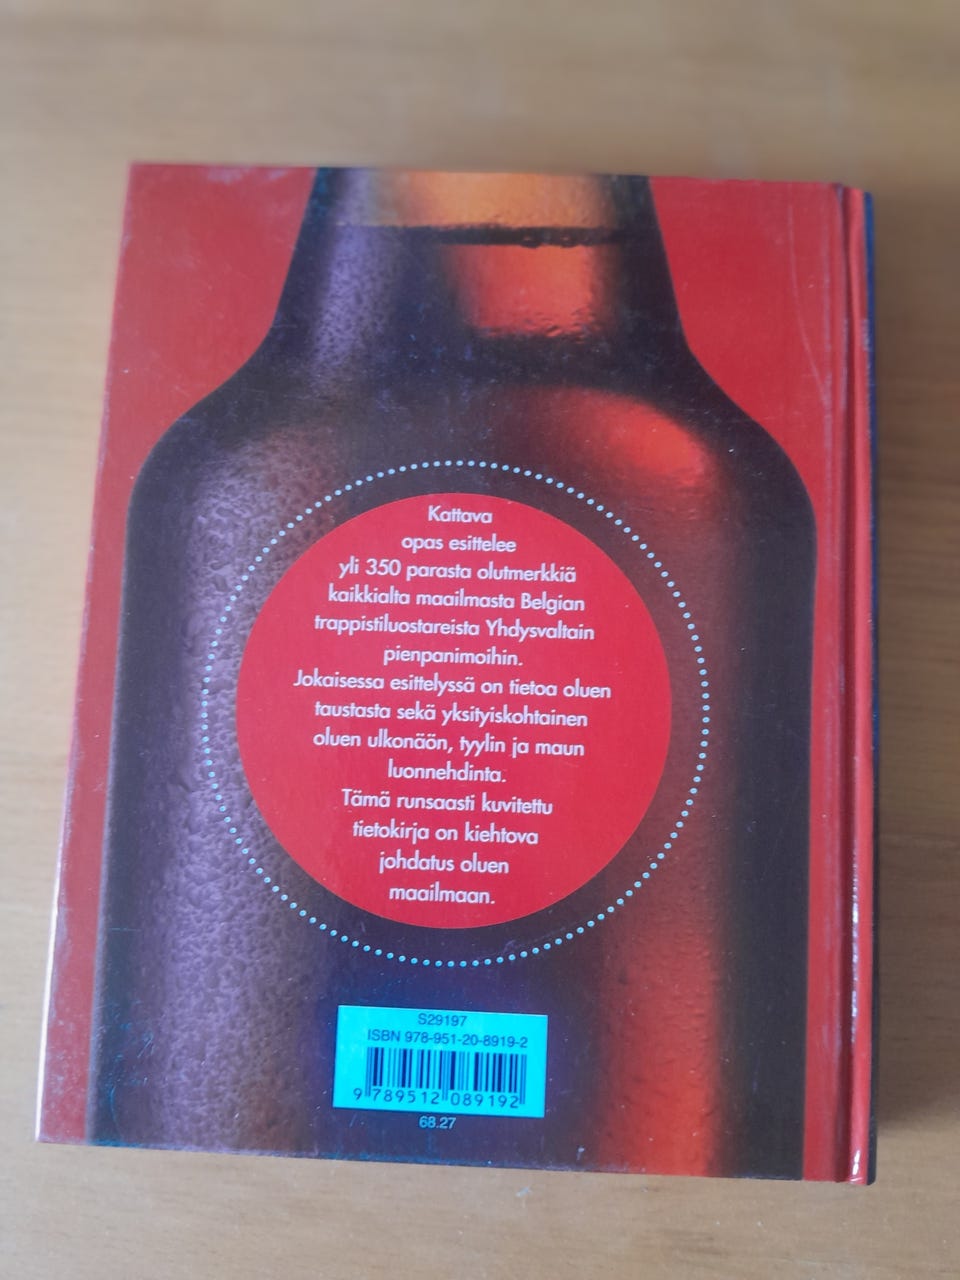 Kattava
opas esittelee
yli 350 parasta olutmerkkiä
kaikkialta maailmasta Belgian
trappistiluostareista Yhdysvaltain
pienpanimoihin.
Jokaisessa esittelyssä on tietoa oluen
taustasta sekä yksityiskohtainen
oluen ulkonäön, tyylin ja maun
luonnehdinta.
Tämä runsaasti kuvitettu
tietokirja on kiehtova
johdatus oluen
maailmaan.
S29197
ISBN 978-951-20-8919-2
9 789512 089192
68.27